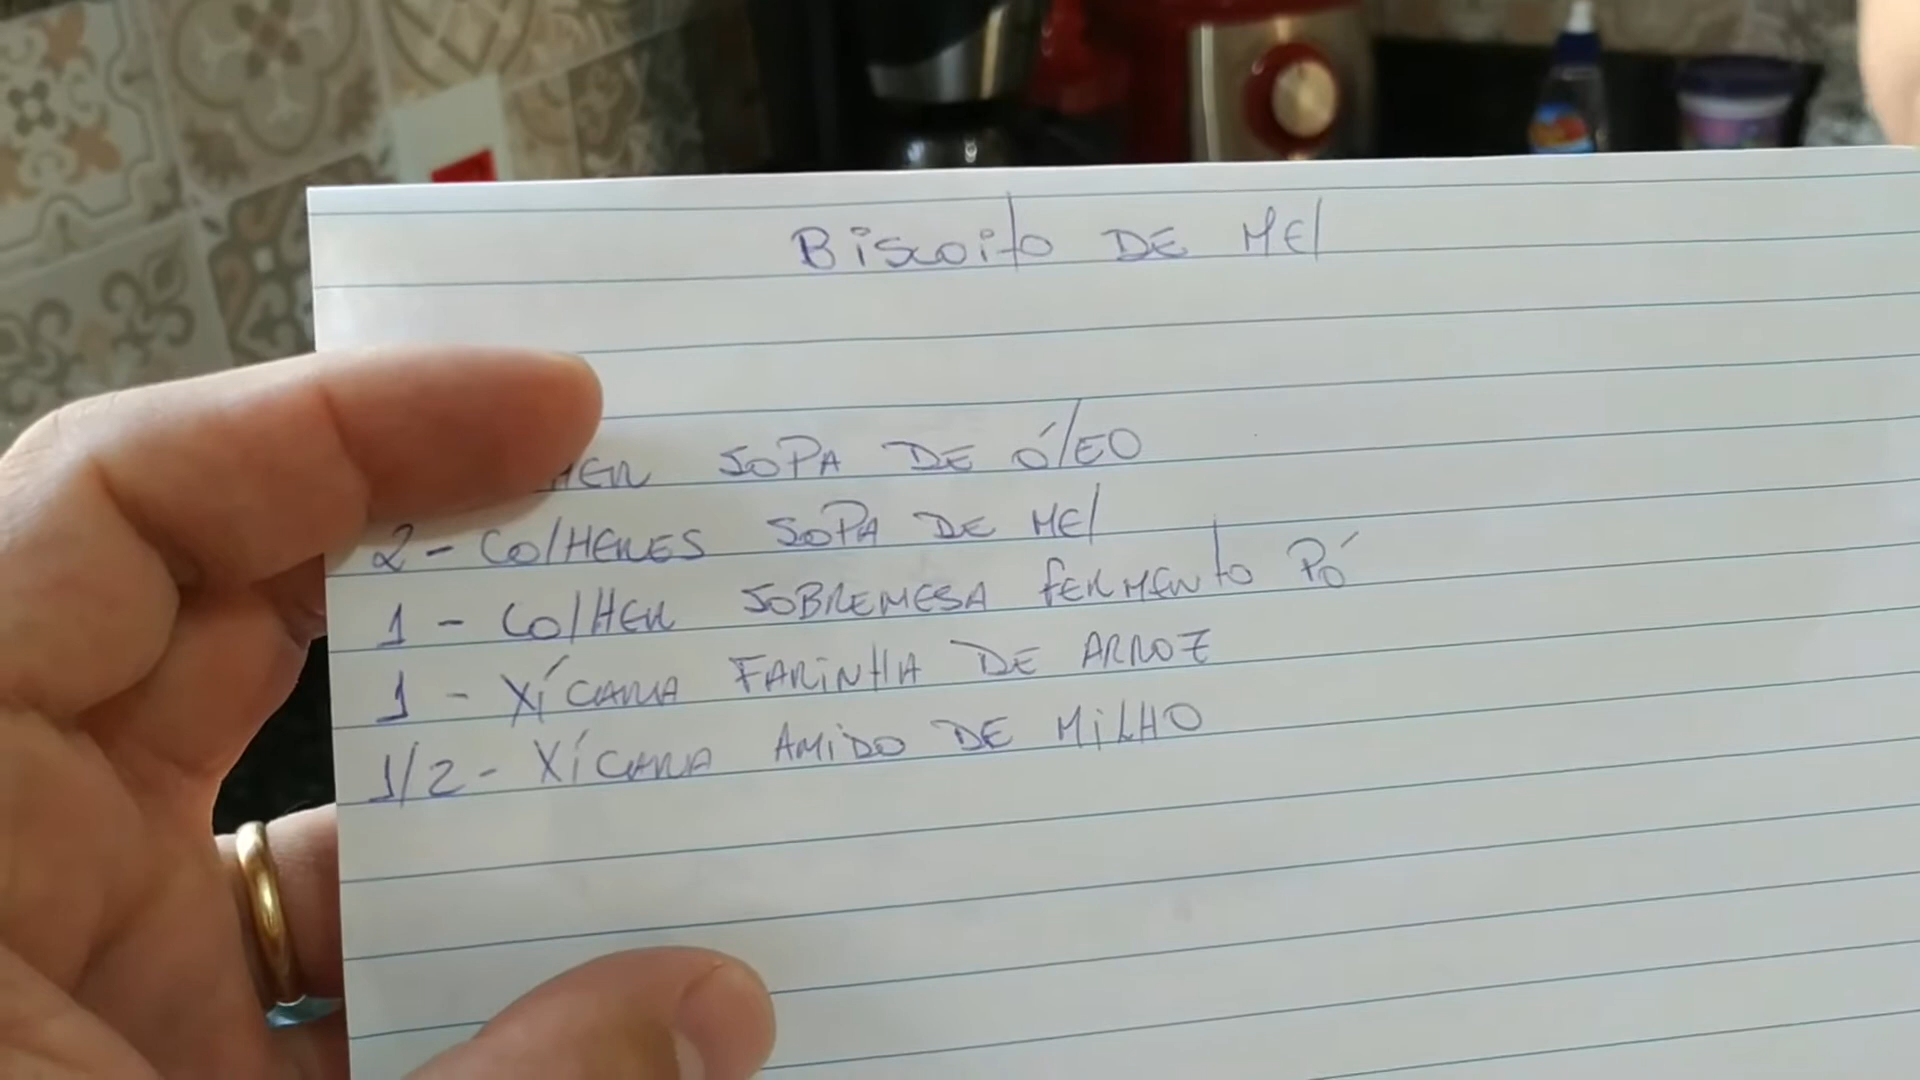 Biscoito DE MEl
SOPA DE ÓlEO
2 - ColHERES SOPA DE MEl
1 - ColHER SOBREMESA fERMENto PÓ
1 - XÍCARA FARiNHA DE ARROZ
1/2 - XÍCARA AMiDO DE MiLHO